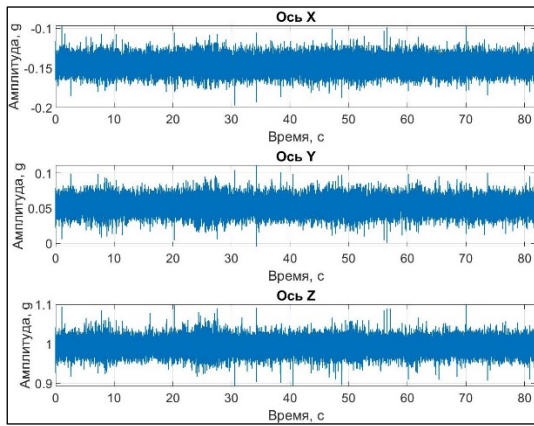 Ось X
-0.1
-0.15
-0.2
Амплитуда, g
0 10 20 30 40 50 60 70 80
Время, с
Ось Y
0.1
0.05
0
Амплитуда, g
0 10 20 30 40 50 60 70 80
Время, с
Ось Z
1.1
1
0.9
Амплитуда, g
0 10 20 30 40 50 60 70 80
Время, с